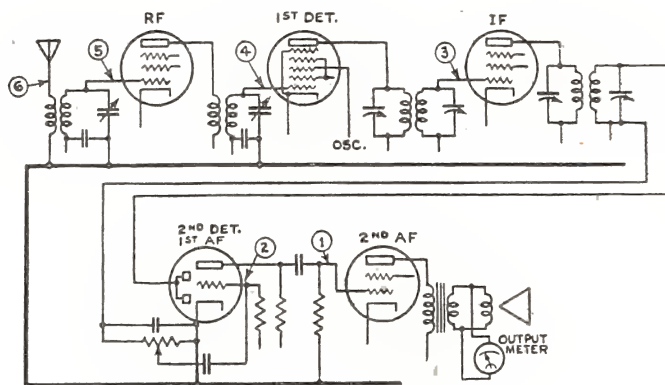 RF
1ST DET.
IF
5
4
3
6
OSC.
2ND DET.
1ST AF
2
1
2ND AF
OUTPUT
METER